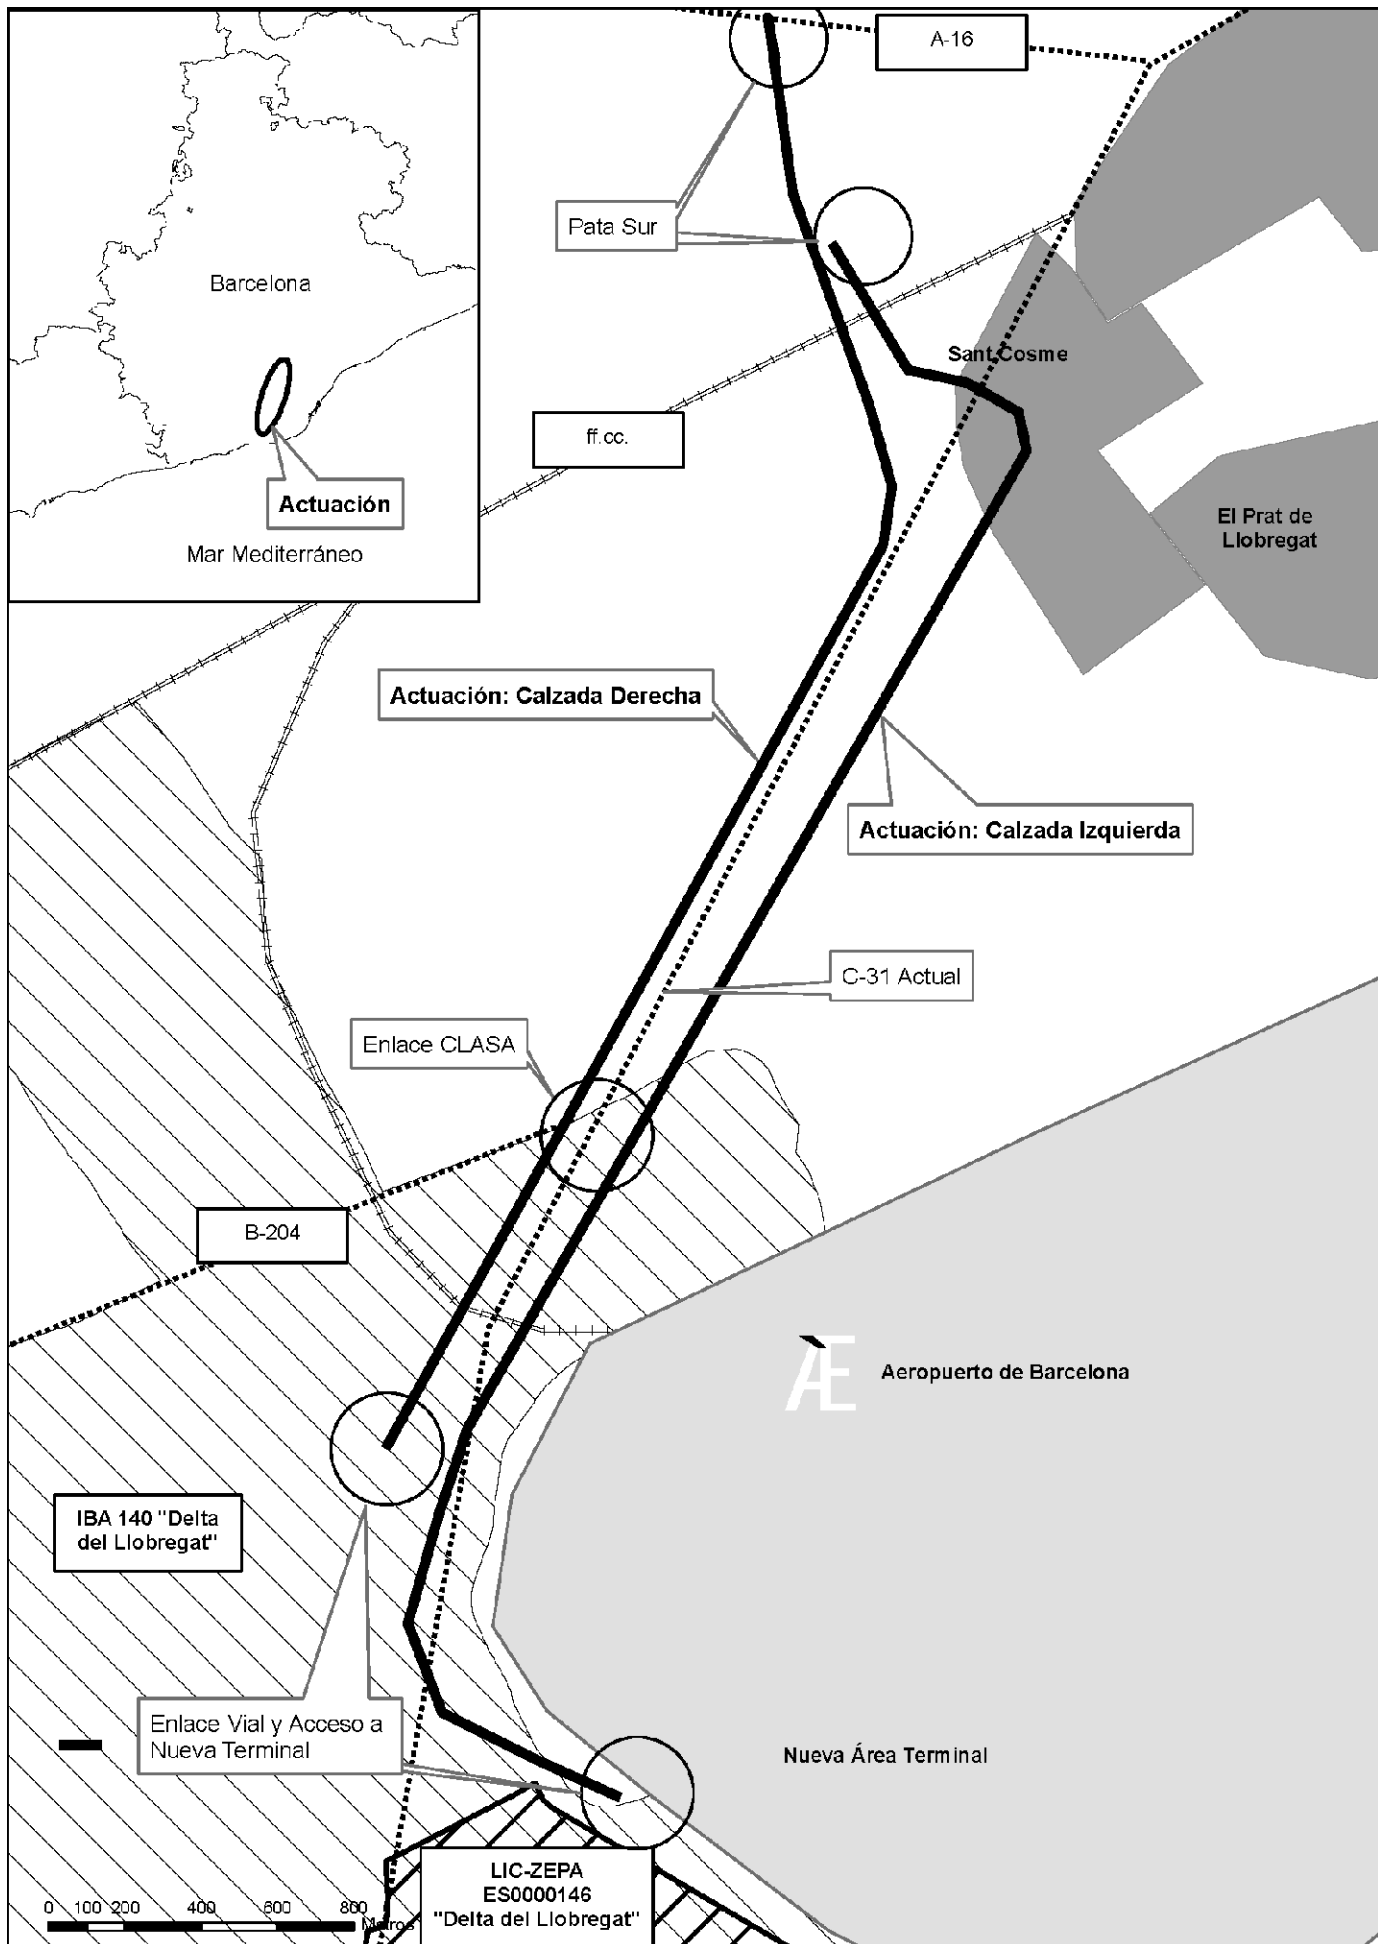 A-16
Pata Sur
Barcelona
Sant Cosme
ff.cc.
Actuación
El Prat de
Llobregat
Mar Mediterráneo
Actuación: Calzada Derecha
Actuación: Calzada Izquierda
C-31 Actual
Enlace CLASA
B-204
Æ
Aeropuerto de Barcelona
IBA 140 "Delta
del Llobregat"
Enlace Vial y Acceso a
Nueva Terminal
Nueva Área Terminal
LIC-ZEPA
ES0000146
"Delta del Llobregat"
0 100 200 400 600 800
Metros